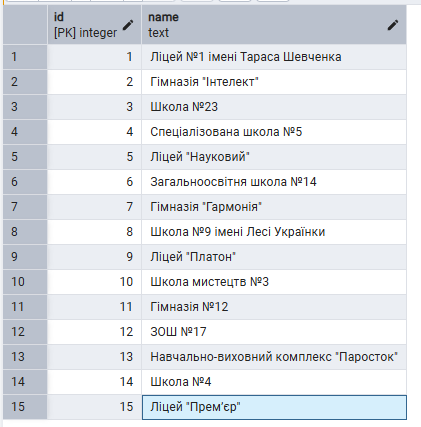 id name
[PK] integer text
1 1 Ліцей №1 імені Тараса Шевченка
2 2 Гімназія "Інтелект"
3 3 Школа №23
4 4 Спеціалізована школа №5
5 5 Ліцей "Науковий"
6 6 Загальноосвітня школа №14
7 7 Гімназія "Гармонія"
8 8 Школа №9 імені Лесі Українки
9 9 Ліцей "Платон"
10 10 Школа мистецтв №3
11 11 Гімназія №12
12 12 ЗОШ №17
13 13 Навчально-виховний комплекс "Паросток"
14 14 Школа №4
15 15 Ліцей "Прем’єр"